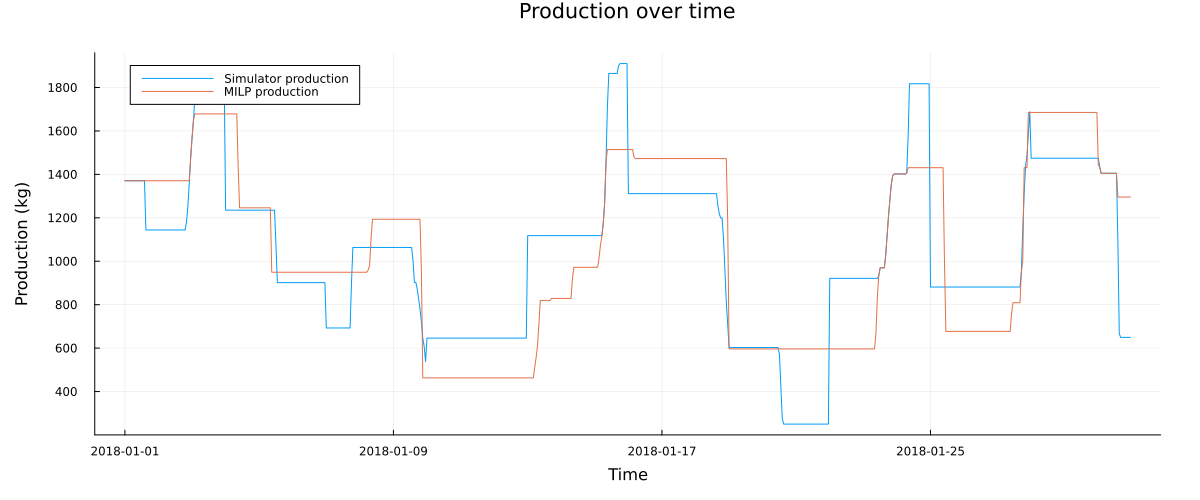 Production over time
Simulator production
MILP production
1800
1600
1400
1200
1000
800
600
400
Production (kg)
2018-01-01 2018-01-09 2018-01-17 2018-01-25
Time